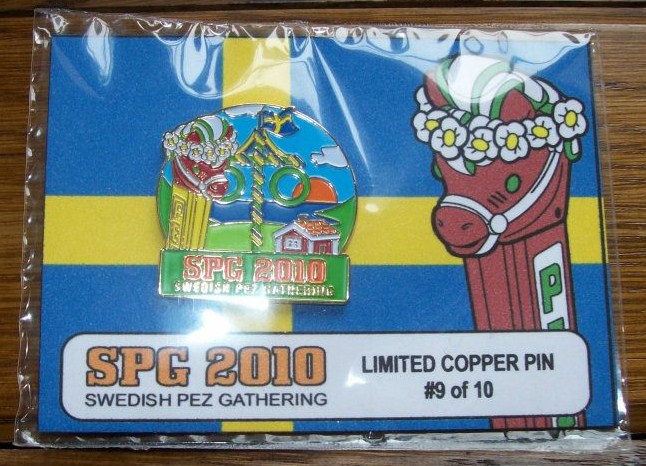 SPG 2010
SWEDISH PEZ GATHERING
P
SPG 2010
SWEDISH PEZ GATHERING
LIMITED COPPER PIN
#9 of 10